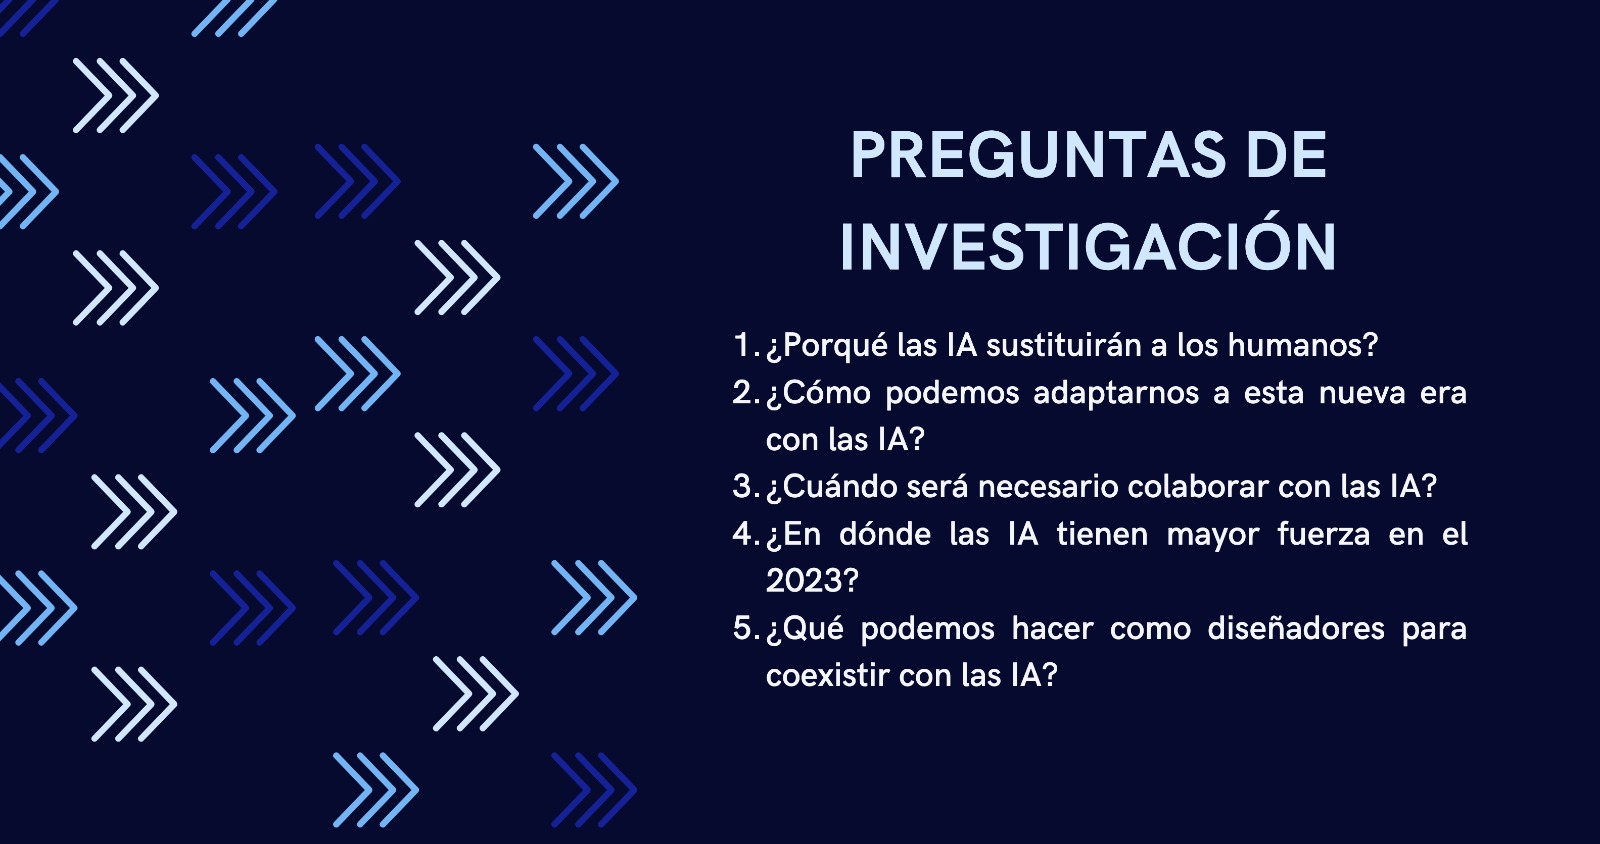 PREGUNTAS DE
INVESTIGACIÓN
1. ¿Porqué las IA sustituirán a los humanos?
2. ¿Cómo podemos adaptarnos a esta nueva era
con las IA?
3. ¿Cuándo será necesario colaborar con las IA?
4. ¿En dónde las IA tienen mayor fuerza en el
2023?
5. ¿Qué podemos hacer como diseñadores para
coexistir con las IA?